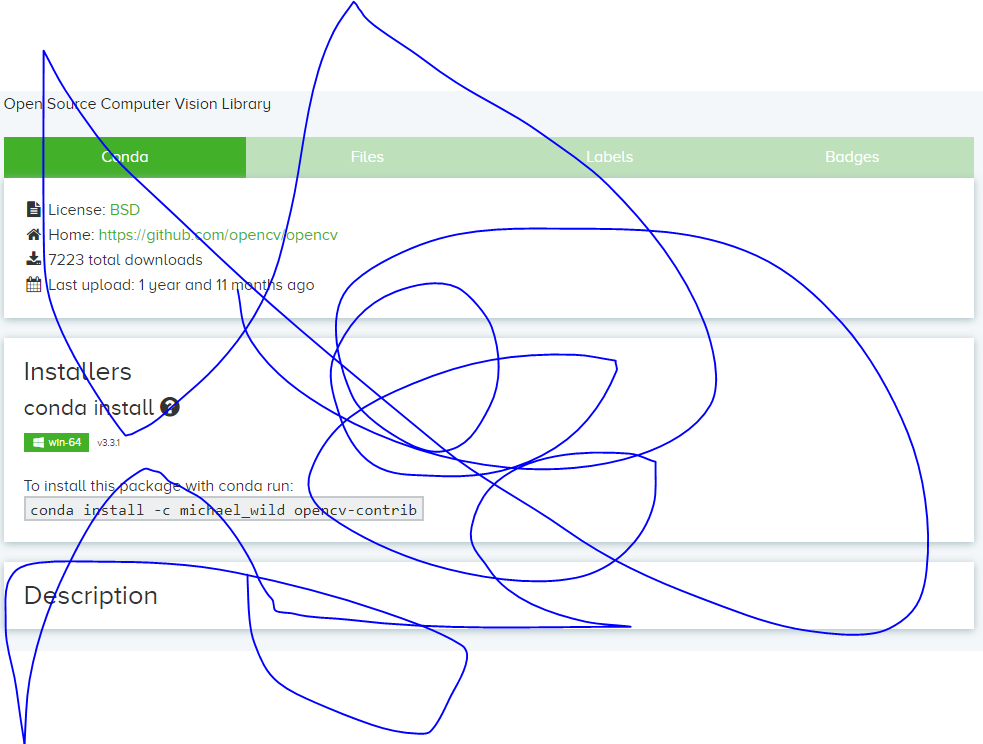 Open Source Computer Vision Library
Conda Files Labels Badges
License: BSD
Home: https://github.com/opencv/opencv
7223 total downloads
Last upload: 1 year and 11 months ago
Installers
conda install ?
win-64 v3.3.1
To install this package with conda run:
conda install -c michael_wild opencv-contrib
Description